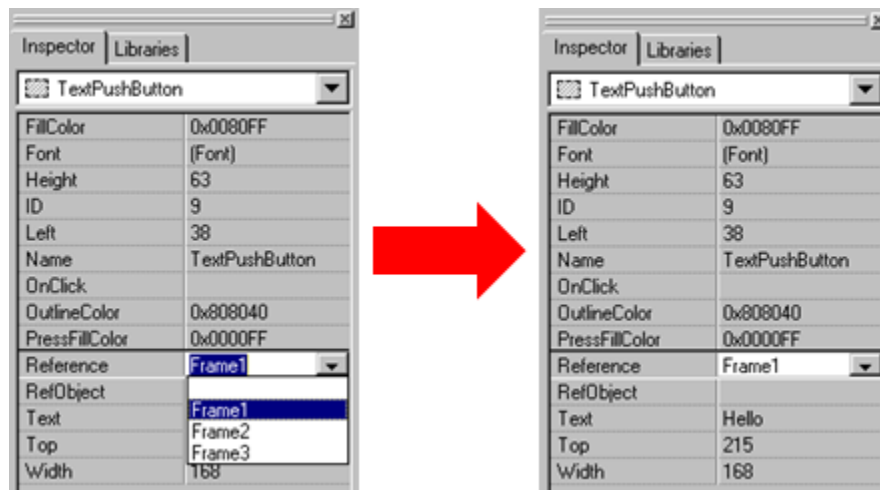 Inspector Libraries
TextPushButton
FillColor 0x0080FF
Font (Font)
Height 63
ID 9
Left 38
Name TextPushButton
OnClick
OutlineColor 0x808040
PressFillColor 0x0000FF
Reference Frame1
RefObject
Text Frame1
Top Frame2
Frame3
Width 168
Inspector Libraries
TextPushButton
FillColor 0x0080FF
Font (Font)
Height 63
ID 9
Left 38
Name TextPushButton
OnClick
OutlineColor 0x808040
PressFillColor 0x0000FF
Reference Frame1
RefObject
Text Hello
Top 215
Width 168